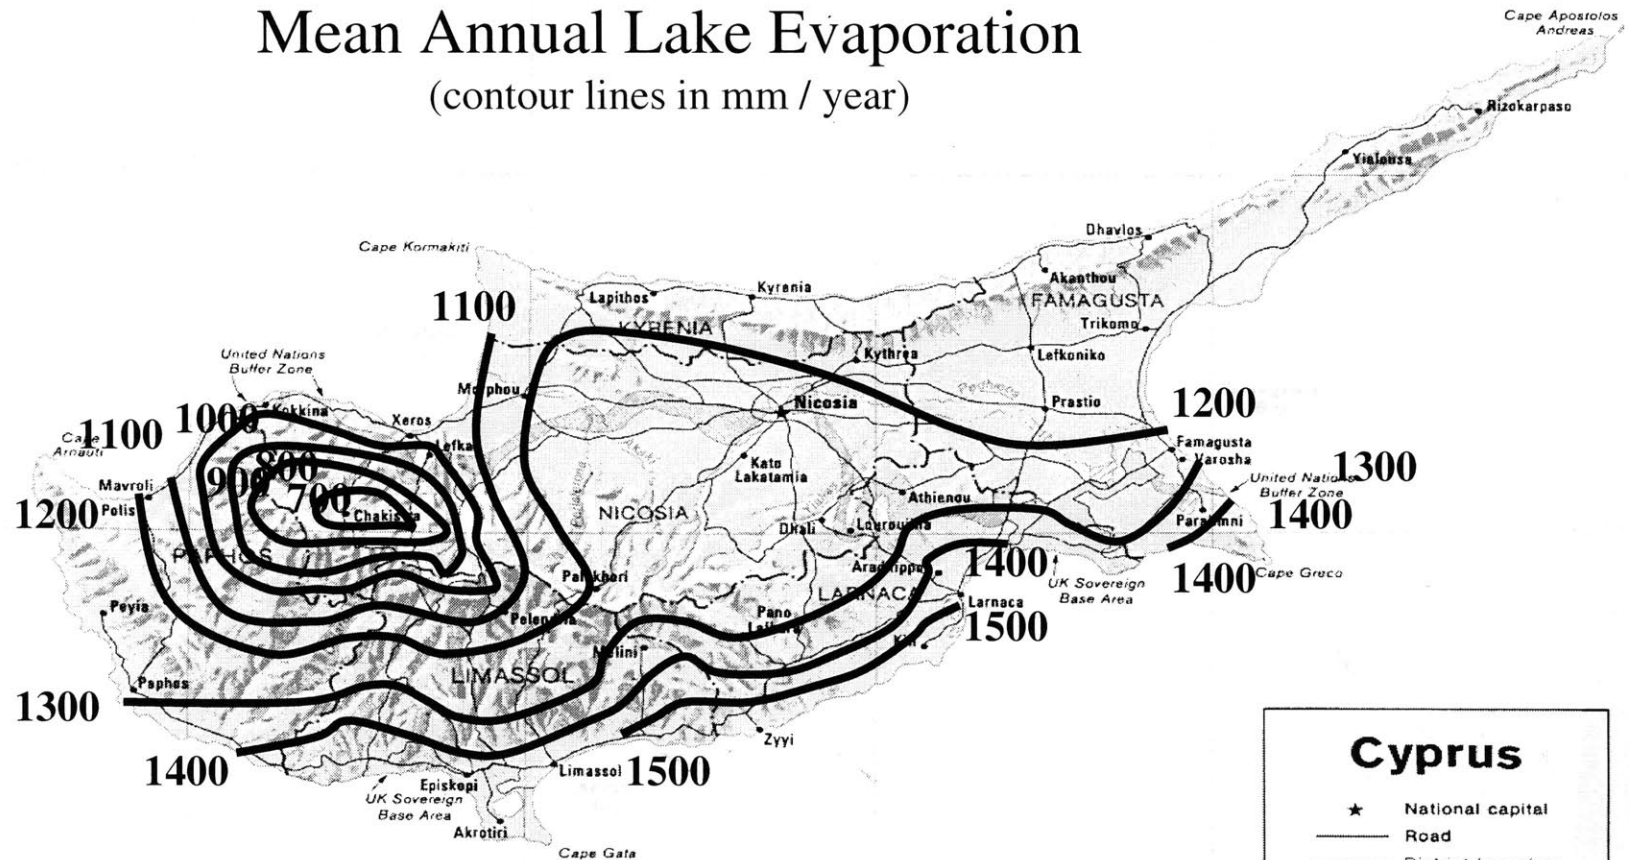 Mean Annual Lake Evaporation
(contour lines in mm / year)
Cape Apostolos
Andreas
Rizokarpaso
Yialousa
Dhavlos
Cape Kormakiti
Akanthou
FAMAGUSTA
Kyrenia
Lapithos
1100
KYRENIA
Trikomo
Kythrea
Lefkoniko
United Nations
Buffer Zone
Morphou
Nicosia
Prastio
1200
Kokkina
1000
Xeros
1100
Cape
Arnauti
Lefka
Famagusta
Varosha
800
Kato
Lakatamia
1300
900
700
United Nations
Buffer Zone
Mavroli
Athienou
1200
Polis
Chakistra
NICOSIA
1400
Paralimni
Dhali
Louroujina
PAPHOS
1400
Aradhippo
1400
Cape Greco
Palekhori
UK Sovereign
Base Area
LARNACA
Larnaca
Peyia
Pano
Lefkara
1500
Pelendria
Kiti
Melini
LIMASSOL
Paphos
1300
Zyyi
Cyprus
1400
Limassol
1500
Episkopi
UK Sovereign
Base Area
Akrotiri
National capital
Road
Cape Gata